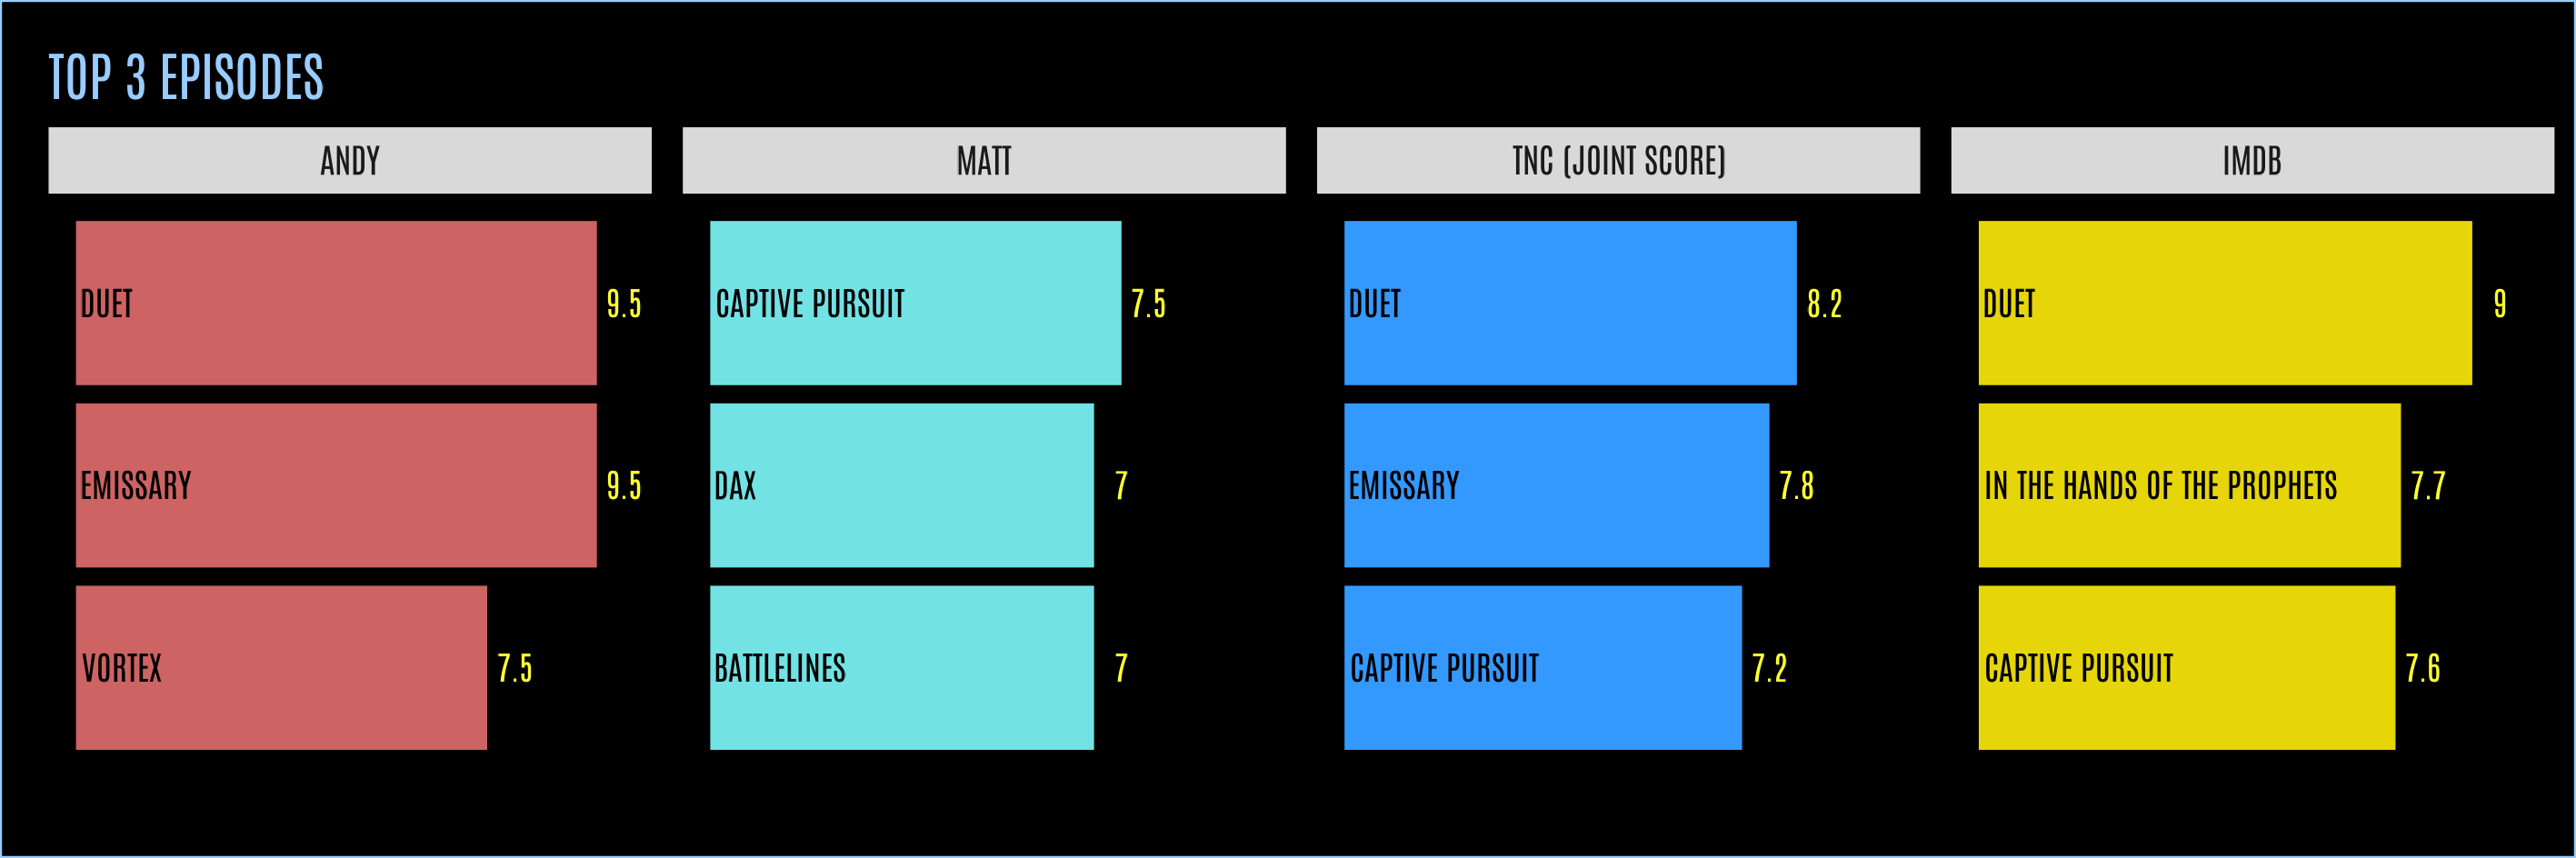 TOP 3 EPISODES
ANDY
DUET 9.5
EMISSARY 9.5
VORTEX 7.5
MATT
CAPTIVE PURSUIT 7.5
DAX 7
BATTLELINES 7
TNC (JOINT SCORE)
DUET 8.2
EMISSARY 7.8
CAPTIVE PURSUIT 7.2
IMDB
DUET 9
IN THE HANDS OF THE PROPHETS 7.7
CAPTIVE PURSUIT 7.6